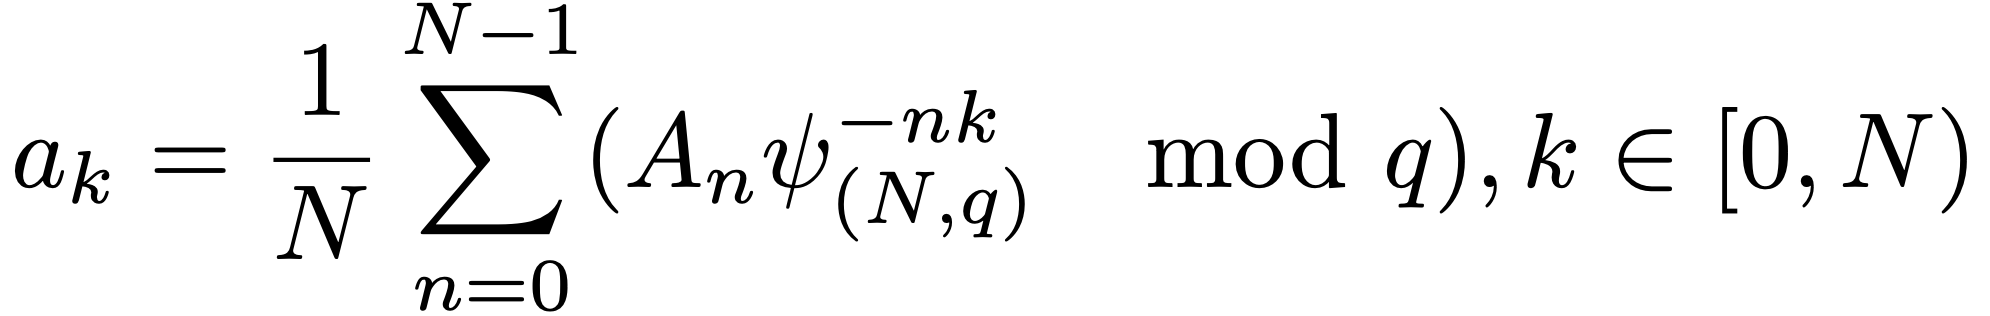 a_k = \frac{1}{N} \sum_{n=0}^{N-1} (A_n \psi_{(N,q)}^{-nk} \mod q), k \in [0, N)